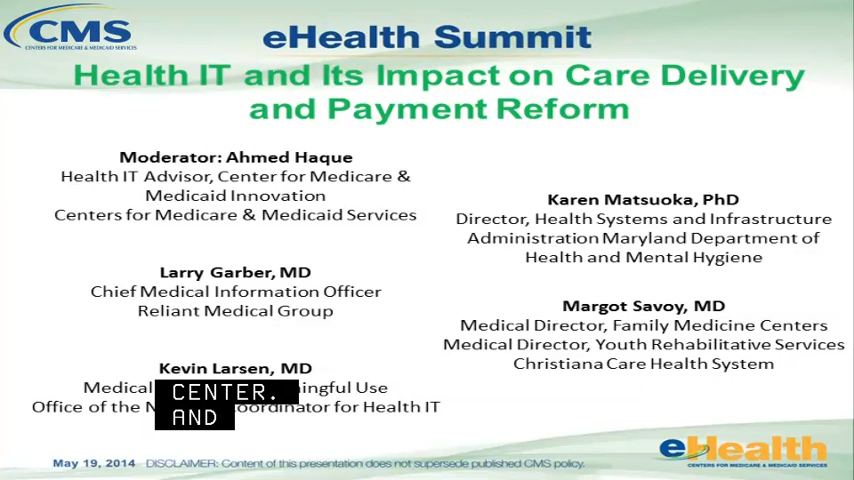 CMS
CENTERS FOR MEDICARE & MEDICAID SERVICES
eHealth Summit
Health IT and Its Impact on Care Delivery
and Payment Reform
Moderator: Ahmed Haque
Health IT Advisor, Center for Medicare &
Medicaid Innovation
Centers for Medicare & Medicaid Services
Larry Garber, MD
Chief Medical Information Officer
Reliant Medical Group
Kevin Larsen, MD
Medical ingful Use
Office of the N oordinator for Health IT
CENTER.
AND
Karen Matsuoka, PhD
Director, Health Systems and Infrastructure
Administration Maryland Department of
Health and Mental Hygiene
Margot Savoy, MD
Medical Director, Family Medicine Centers
Medical Director, Youth Rehabilitative Services
Christiana Care Health System
May 19, 2014 DISCLAIMER: Content of this presentation does not supersede published CMS policy.
eHealth
CENTERS FOR MEDICARE & MEDICAID SERVICES